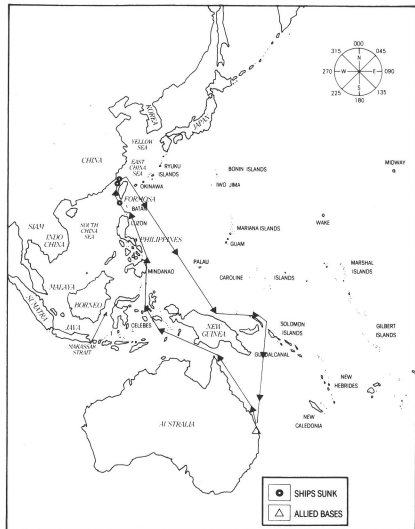 000
315 N 045
270 W E 090
225 S 135
180
KOREA
JAPAN
YELLOW
SEA
CHINA
EAST
CHINA
SEA
RYUKU
ISLANDS
OKINAWA
BONIN ISLANDS
IWO JIMA
MIDWAY
FORMOSA
BATAN
LUZON
SOUTH
CHINA
SEA
SIAM
INDO
CHINA
PHILIPPINES
MARIANA ISLANDS
GUAM
WAKE
MINDANAO
PALAU
CAROLINE ISLANDS
MARSHAL
ISLANDS
MALAYA
SUMATRA
BORNEO
JAVA
MAKASSAR
STRAIT
CELEBES
NEW
GUINEA
SOLOMON
ISLANDS
GILBERT
ISLANDS
GUADALCANAL
NEW
HEBRIDES
NEW
CALEDONIA
AUSTRALIA
SHIPS SUNK
ALLIED BASES